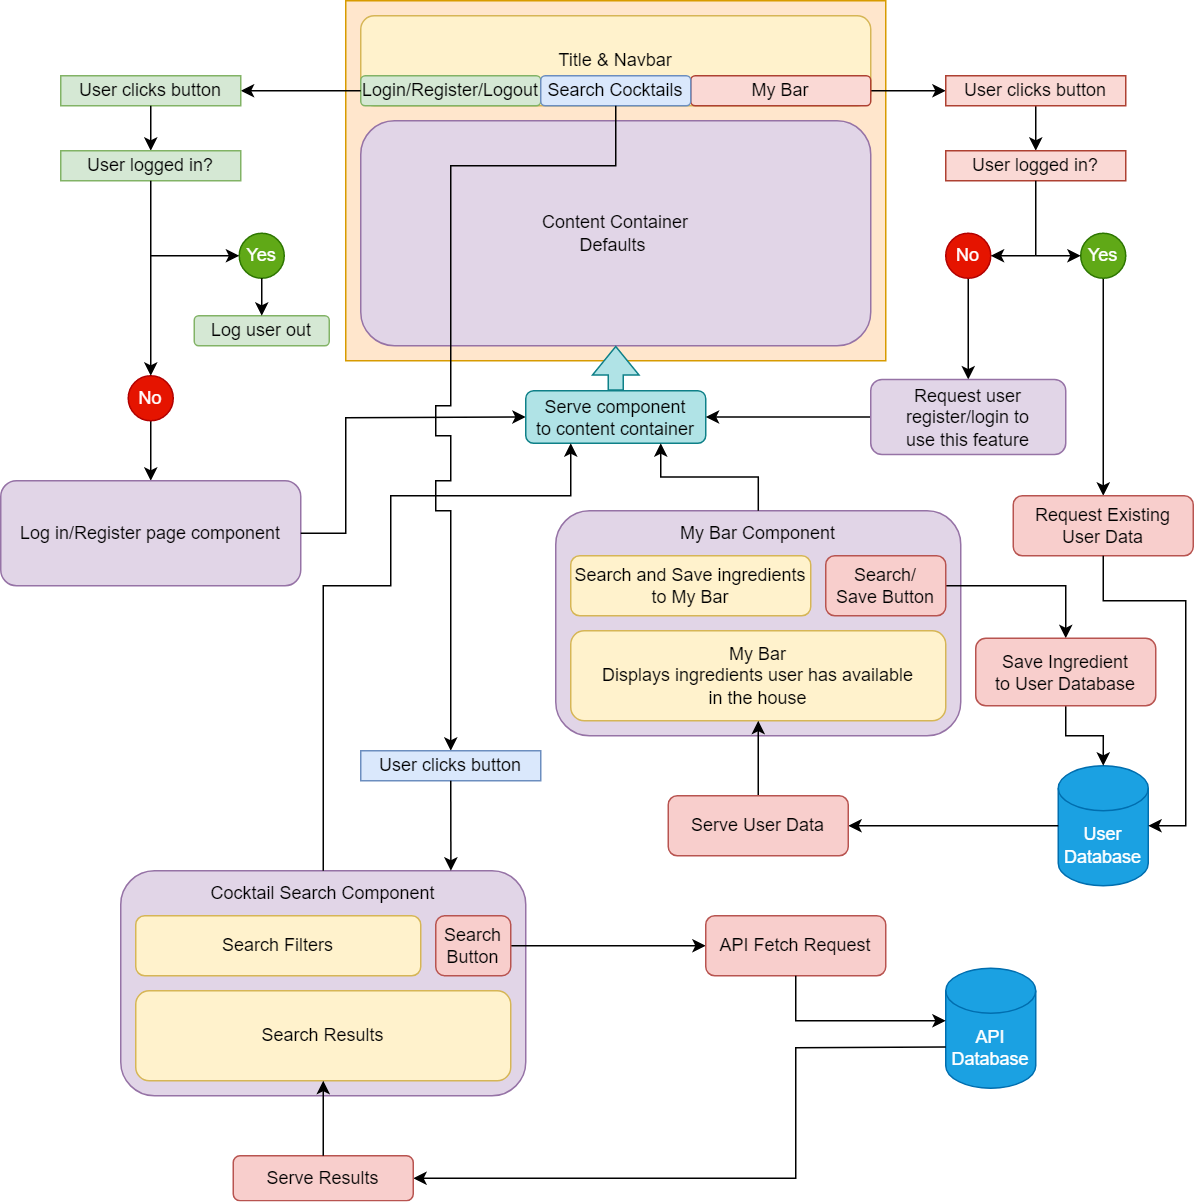 Title & Navbar
User clicks button
Login/Register/Logout
Search Cocktails
My Bar
User clicks button
User logged in?
User logged in?
Content Container
Defaults
Yes
No
Yes
Log user out
No
Serve component
to content container
Request user
register/login to
use this feature
Log in/Register page component
My Bar Component
Request Existing
User Data
Search and Save ingredients
to My Bar
Search/
Save Button
My Bar
Displays ingredients user has available
in the house
Save Ingredient
to User Database
User clicks button
Serve User Data
User
Database
Cocktail Search Component
Search Filters
Search
Button
API Fetch Request
Search Results
API
Database
Serve Results